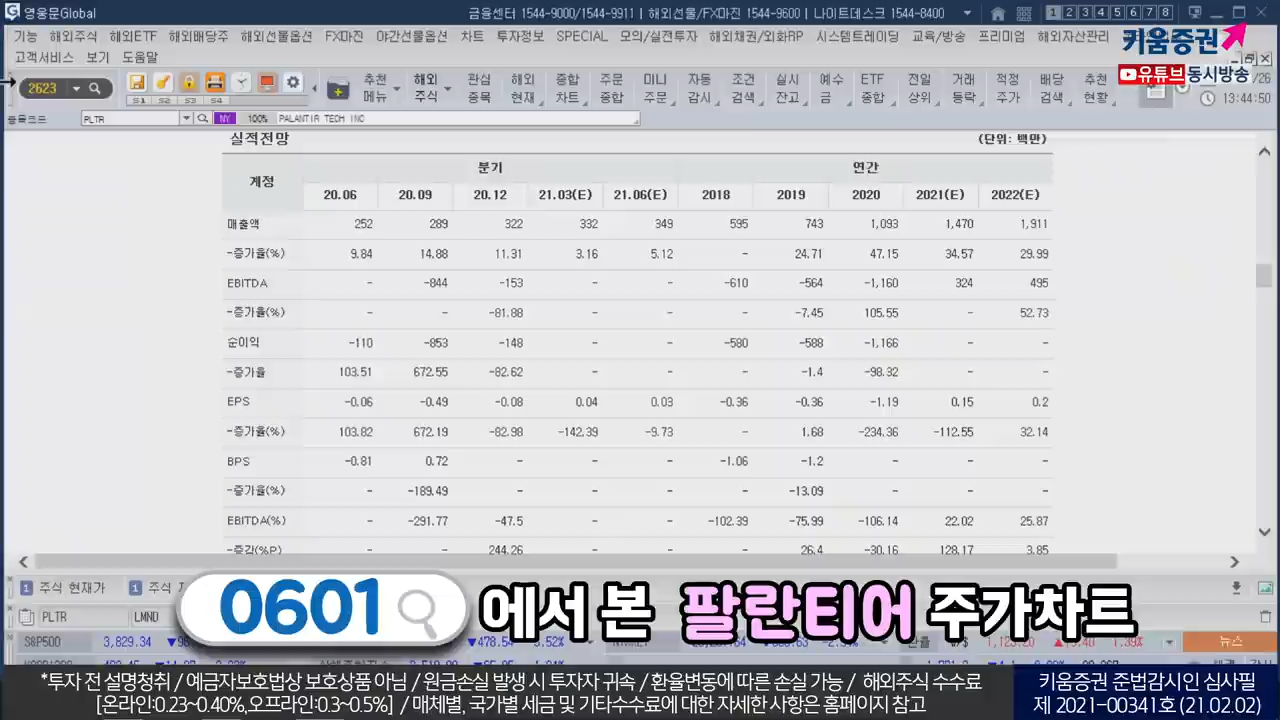 영웅문Global
금융센터 1544-9000/1544-9911 | 해외선물/FX마진 1544-9600 | 나이트데스크 1544-8400
1 2 3 4 5 6 7 8
기능 해외주식 해외ETF 해외배당주 해외선물옵션 FX마진 야간선물옵션 차트 투자정보 SPECIAL 모의/실전투자 해외채권/외화RP 시스템트레이딩 교육/방송 프리미엄 해외자산관리
키움증권
고객서비스 보기 도움말
유튜브동시방송
2623
S1 S2 S3 S4
추천 메뉴 해외 주식 관심 종목 해외 현재 종합 차트 주문 종합 미니 주문 자동 감시 조건 검색 실시 잔고 예수 금 ETF 종합 전일 상위 거래 등락 적정 주가 배당 검색 추천 현황
13:44:50
종목코드 PLTR NY 100% PALANTIR TECH INC
실적전망 (단위: 백만)
계정 분기 연간
20.06 20.09 20.12 21.03(E) 21.06(E) 2018 2019 2020 2021(E) 2022(E)
매출액 252 289 322 332 349 595 743 1,093 1,470 1,911
-증가율(%) 9.84 14.88 11.31 3.16 5.12 - 24.71 47.15 34.57 29.99
EBITDA - -844 -153 - - -610 -564 -1,160 324 495
-증가율(%) - - -81.88 - - - -7.45 105.55 - 52.73
순이익 -110 -853 -148 - - -580 -588 -1,166 - -
-증가율 103.51 672.55 -82.62 - - - -1.4 -98.32 - -
EPS -0.06 -0.49 -0.08 0.04 0.03 -0.36 -0.36 -1.19 0.15 0.2
-증가율(%) 103.82 672.19 -82.98 -142.39 -9.73 - 1.68 -234.36 -112.55 32.14
BPS -0.81 0.72 - - - -1.06 -1.2 - - -
-증가율(%) - -189.49 - - - - -13.09 - - -
EBITDA(%) - -291.77 -47.5 - - -102.39 -75.99 -106.14 22.02 25.87
-증감(%P) - - 244.26 - - - 26.4 -30.16 128.17 3.85
1 주식 현재가 1 주식
0601 에서 본 팔란티어 주가차트
PLTR LMND
S&P500 3,829.34 ▼478.54 뉴스
*투자 전 설명청취 / 예금자보호법상 보호상품 아님 / 원금손실 발생 시 투자자 귀속 / 환율변동에 따른 손실 가능 / 해외주식 수수료
[온라인:0.23~0.40%,오프라인:0.3~0.5%] / 매체별, 국가별 세금 및 기타수수료에 대한 자세한 사항은 홈페이지 참고
키움증권 준법감시인 심사필
제 2021-00341호 (21.02.02)